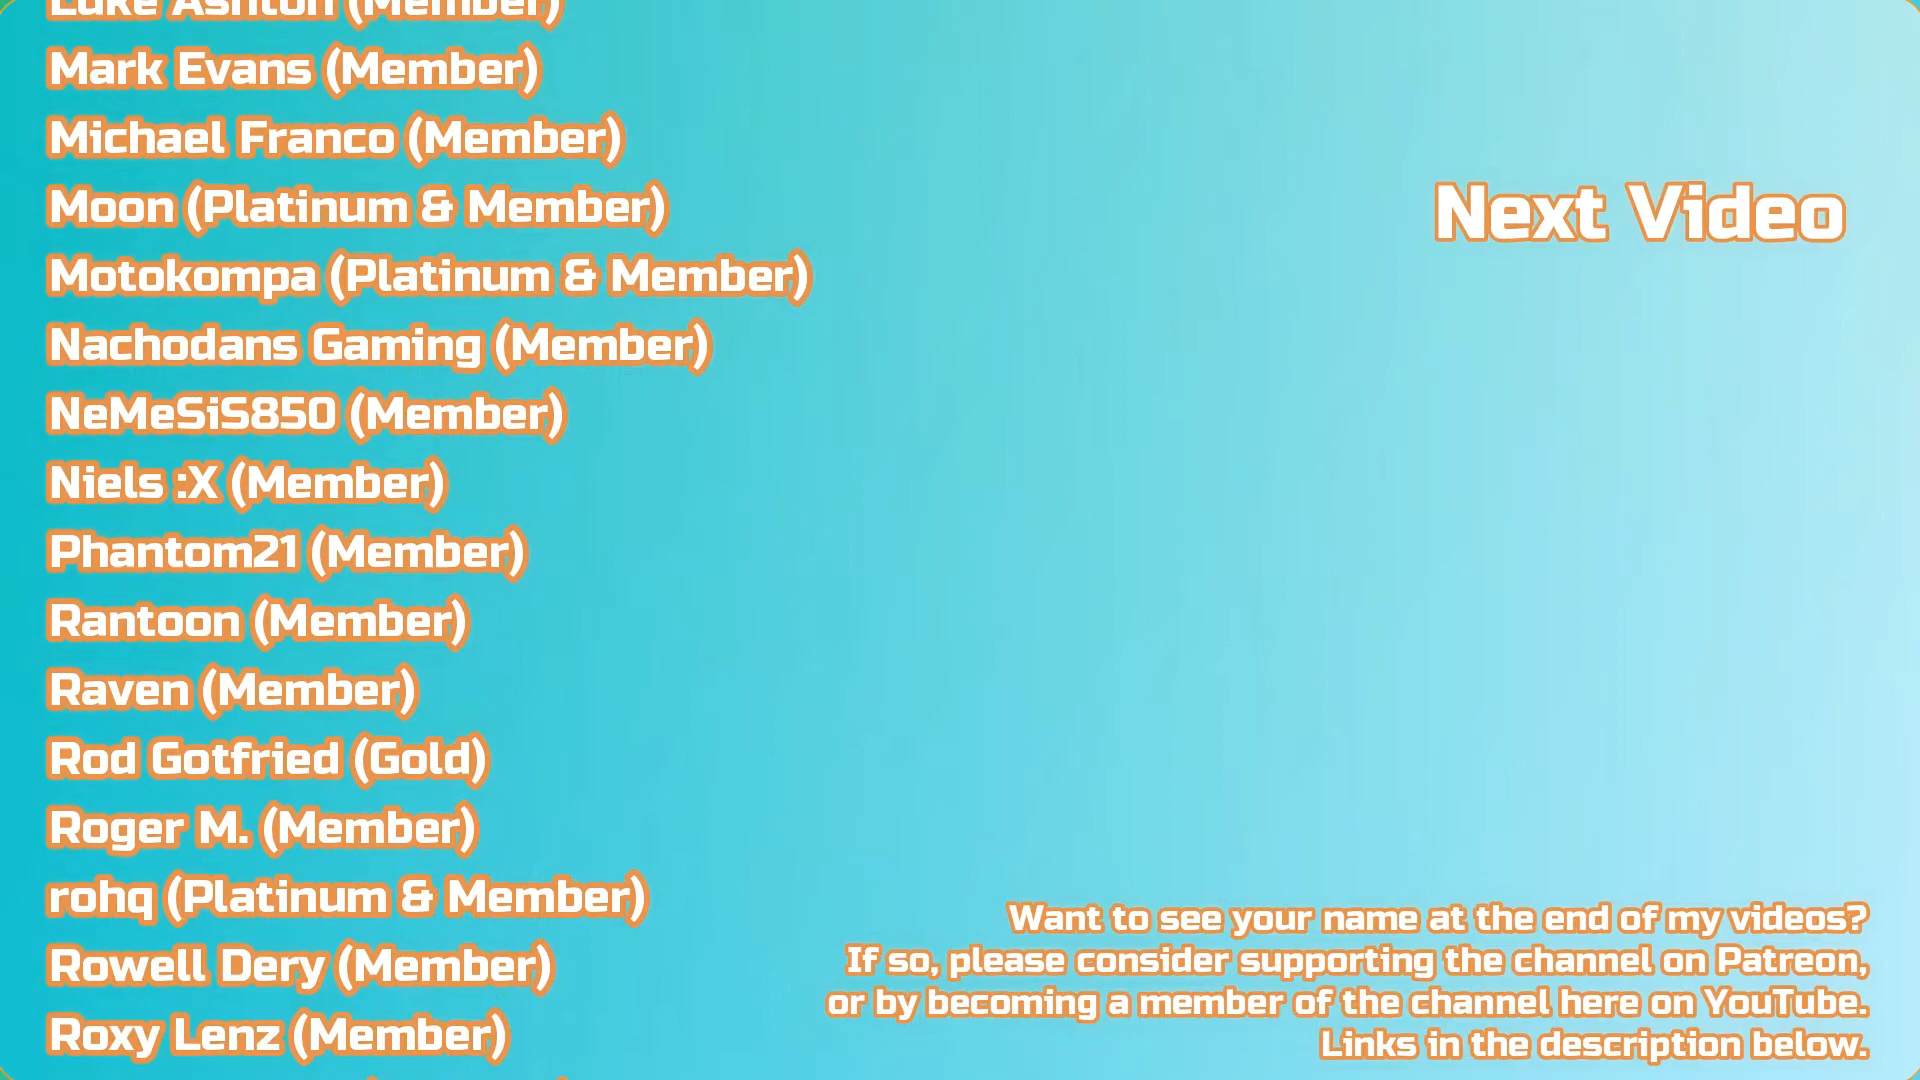 Luke Ashton (Member)
Mark Evans (Member)
Michael Franco (Member)
Moon (Platinum & Member)
Motokompa (Platinum & Member)
Nachodans Gaming (Member)
NeMeSiS850 (Member)
Niels :X (Member)
Phantom21 (Member)
Rantoon (Member)
Raven (Member)
Rod Gotfried (Gold)
Roger M. (Member)
rohq (Platinum & Member)
Rowell Dery (Member)
Roxy Lenz (Member)
Next Video
Want to see your name at the end of my videos?
If so, please consider supporting the channel on Patreon,
or by becoming a member of the channel here on YouTube.
Links in the description below.